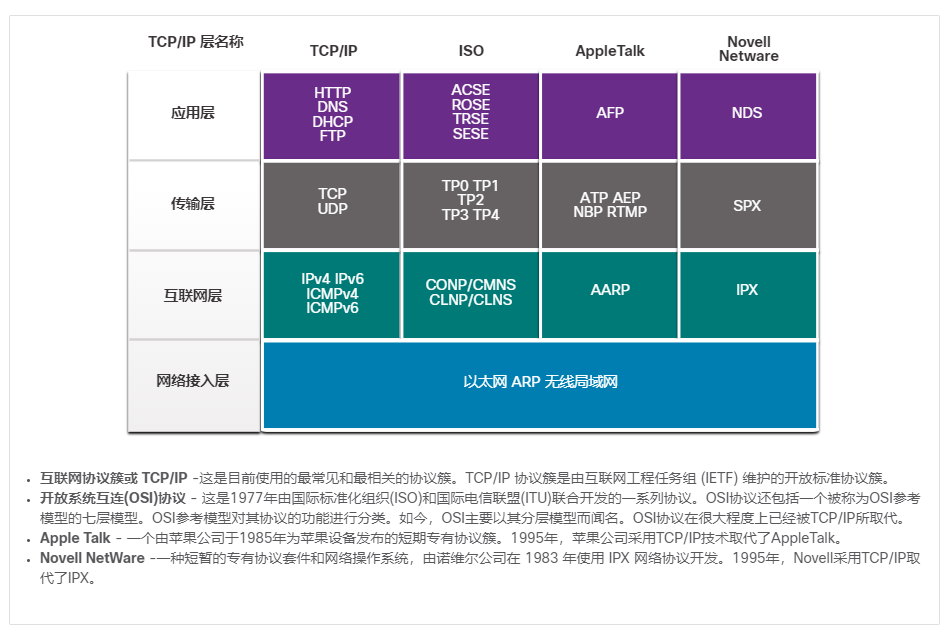 TCP/IP 层名称
TCP/IP
ISO
AppleTalk
Novell
Netware
应用层
HTTP
DNS
DHCP
FTP
ACSE
ROSE
TRSE
SESE
AFP
NDS
传输层
TCP
UDP
TP0 TP1
TP2
TP3 TP4
ATP AEP
NBP RTMP
SPX
互联网层
IPv4 IPv6
ICMPv4
ICMPv6
CONP/CMNS
CLNP/CLNS
AARP
IPX
网络接入层
以太网 ARP 无线局域网
• 互联网协议簇或 TCP/IP -这是目前使用的最常见和最相关的协议簇。TCP/IP 协议簇是由互联网工程任务组 (IETF) 维护的开放标准协议簇。
• 开放系统互连(OSI)协议 - 这是1977年由国际标准化组织(ISO)和国际电信联盟(ITU)联合开发的一系列协议。OSI协议还包括一个被称为OSI参考
模型的七层模型。OSI参考模型对其协议的功能进行分类。如今，OSI主要以其分层模型而闻名。OSI协议在很大程度上已经被TCP/IP所取代。
• Apple Talk - 一个由苹果公司于1985年为苹果设备发布的短期专有协议簇。1995年，苹果公司采用TCP/IP技术取代了AppleTalk。
• Novell NetWare -一种短暂的专有协议套件和网络操作系统，由诺维尔公司在 1983 年使用 IPX 网络协议开发。1995年，Novell采用TCP/IP取
代了IPX。